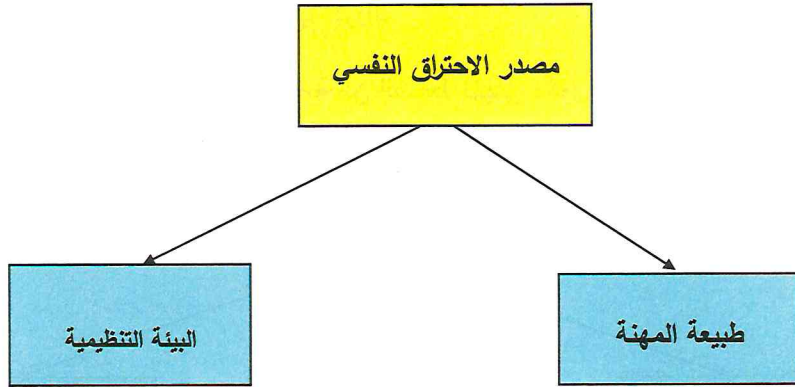 مصدر الاحتراق النفسي
طبيعة المهنة
البيئة التنظيمية